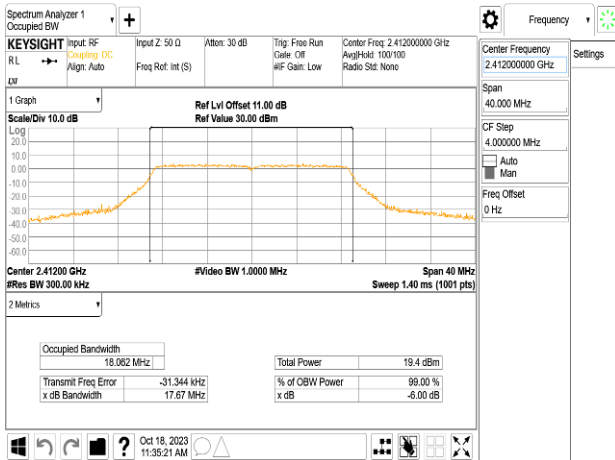 Spectrum Analyzer 1
Occupied BW
Frequency
KEYSIGHT
RL
Input: RF
Coupling: DC
Align: Auto
Input Z: 50 Ω
Freq Ref: Int (S)
Atten: 30 dB
Trig: Free Run
Gate: Off
#IF Gain: Low
Center Freq: 2.412000000 GHz
Avg|Hold: 100/100
Radio Std: None
Center Frequency
2.412000000 GHz
Settings
Span
40.000 MHz
CF Step
4.000000 MHz
Auto
Man
Freq Offset
0 Hz
1 Graph
Scale/Div 10.0 dB
Ref Lvl Offset 11.00 dB
Ref Value 30.00 dBm
Log
20.0
10.0
0.00
-10.0
-20.0
-30.0
-40.0
-50.0
-60.0
Center 2.41200 GHz
#Video BW 1.0000 MHz
Span 40 MHz
#Res BW 300.00 kHz
Sweep 1.40 ms (1001 pts)
2 Metrics
Occupied Bandwidth
18.062 MHz
Total Power 19.4 dBm
Transmit Freq Error -31.344 kHz
% of OBW Power 99.00 %
x dB Bandwidth 17.67 MHz
x dB -6.00 dB
Oct 18, 2023
11:35:21 AM